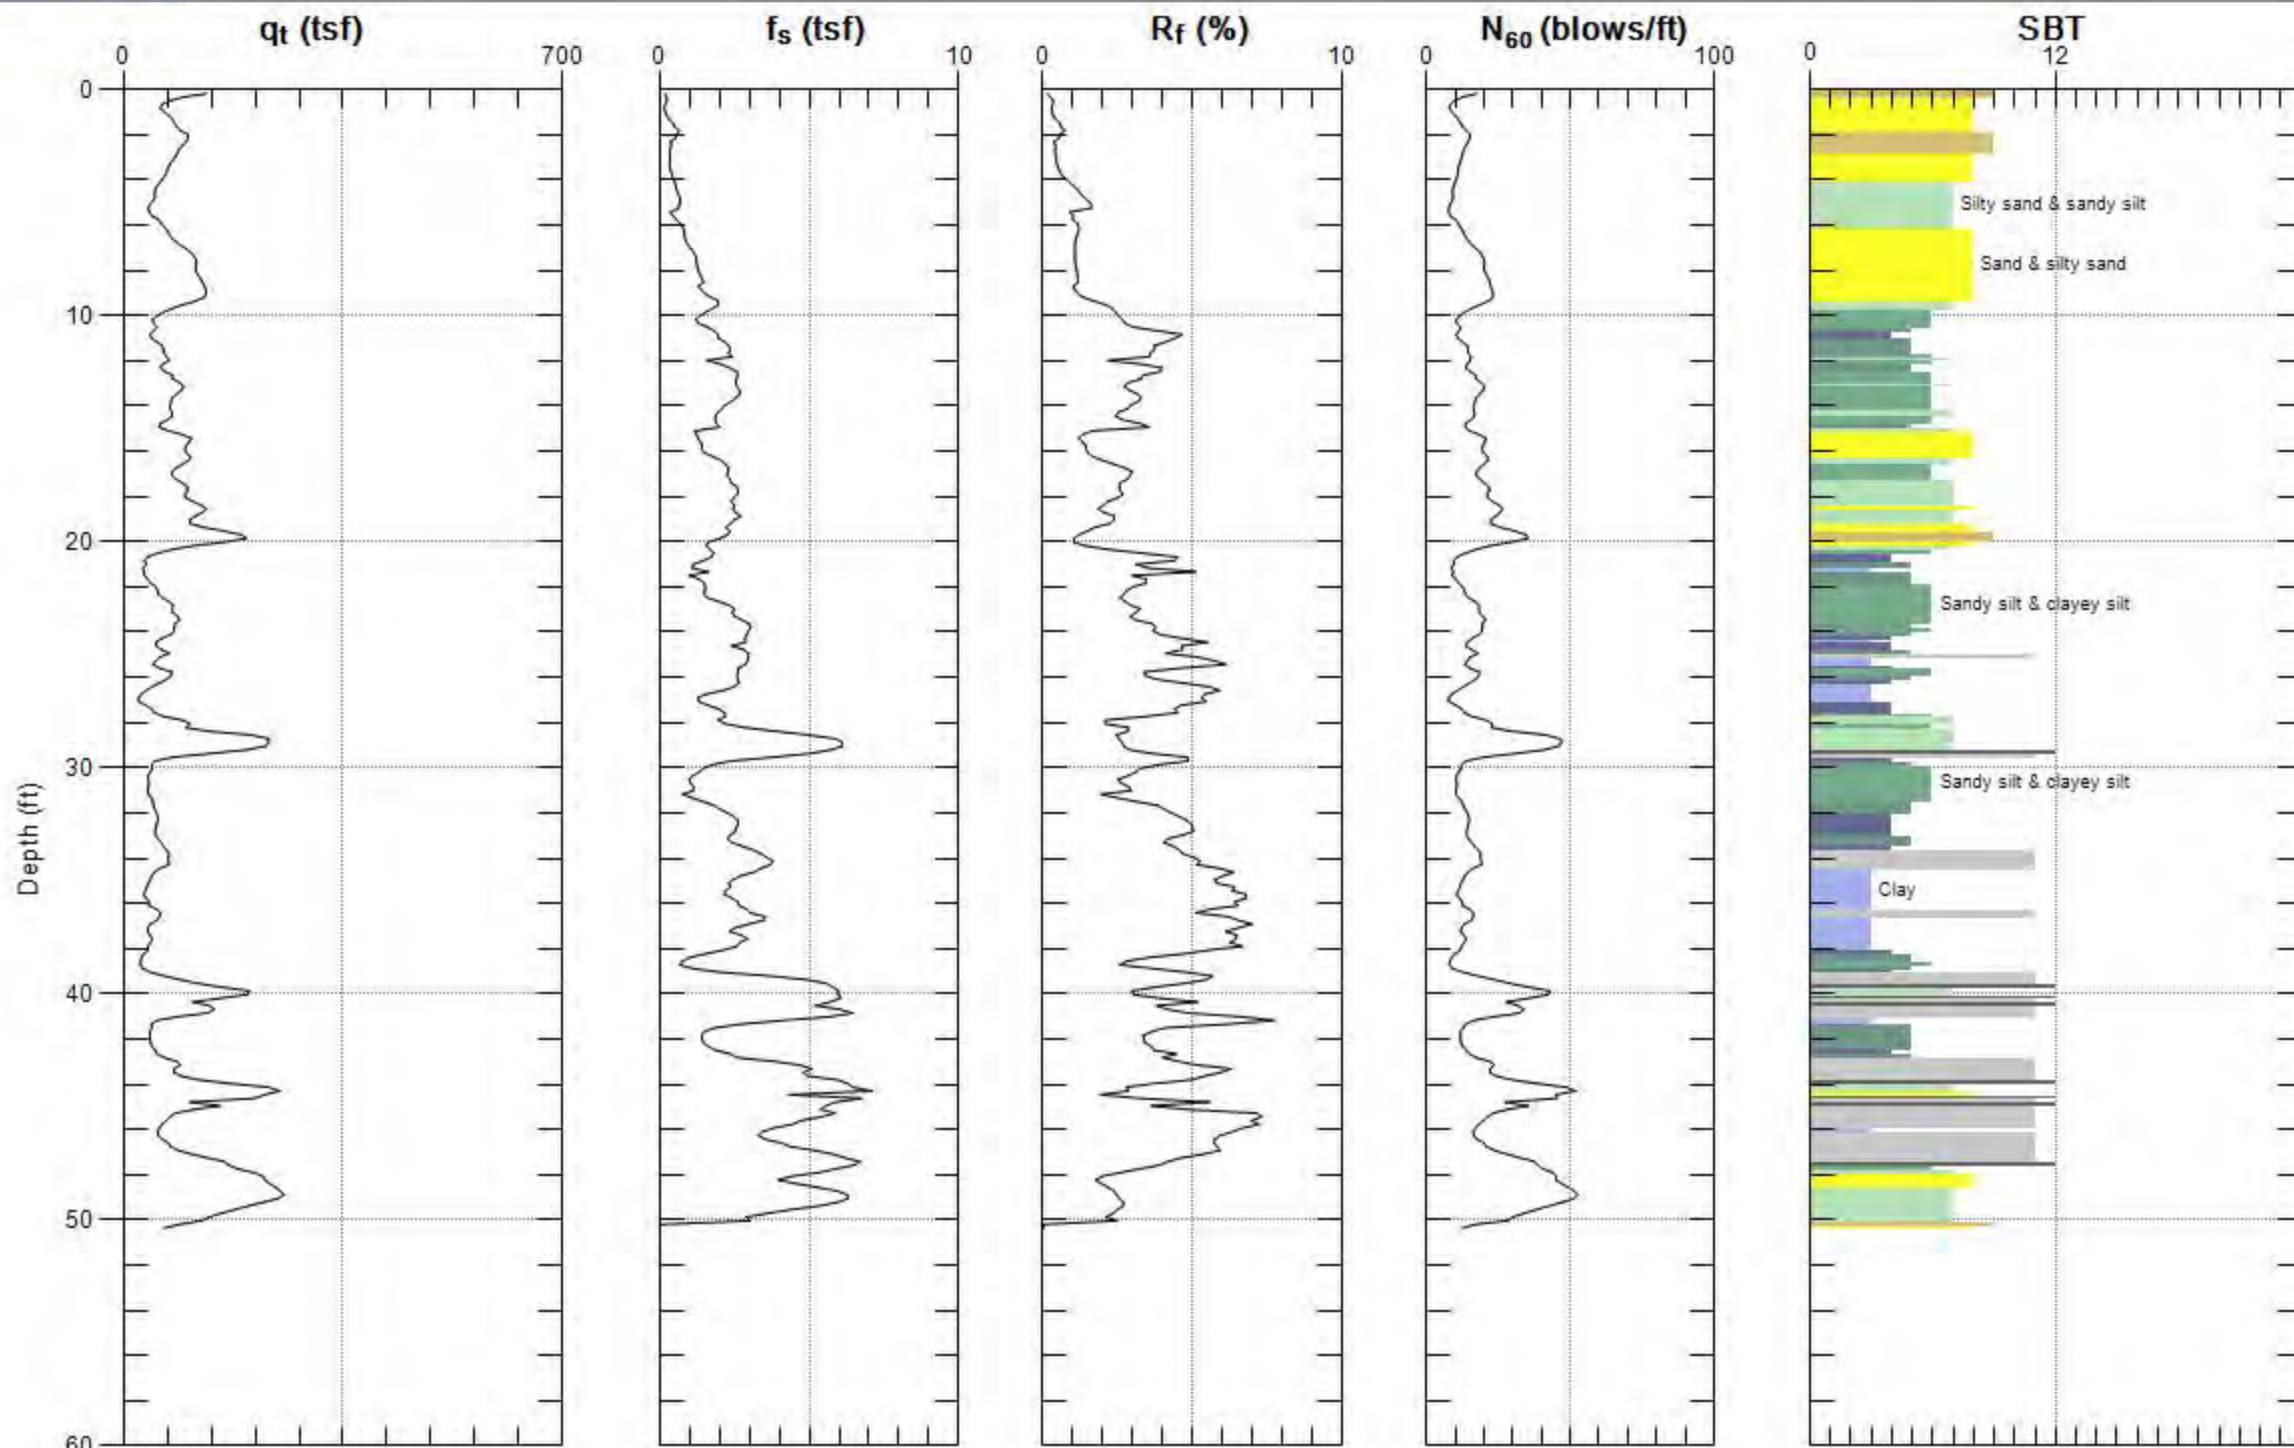 qt (tsf) fs (tsf) Rf (%) N60 (blows/ft) SBT
0 700 0 10 0 10 0 100 0 12
0
Silty sand & sandy silt
Sand & silty sand
10
20
Sandy silt & clayey silt
30
Sandy silt & clayey silt
Depth (ft)
Clay
40
50
60